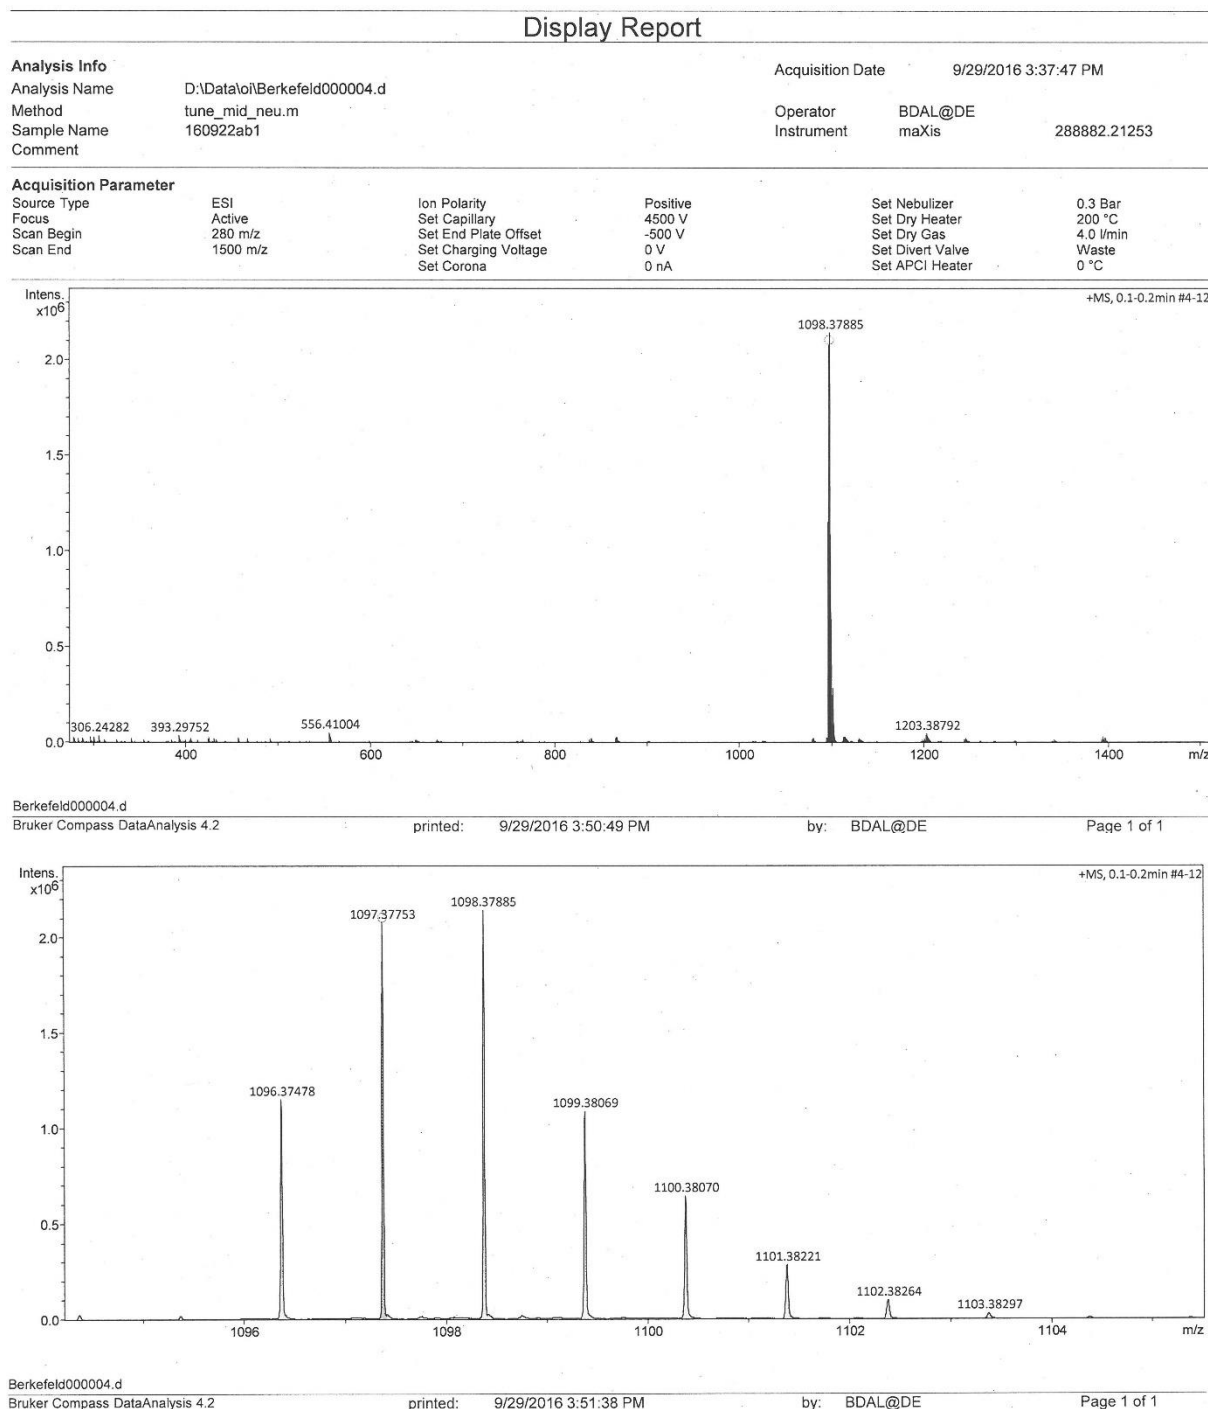 Display Report
Analysis Info
Acquisition Date 9/29/2016 3:37:47 PM
Analysis Name D:\Data\oi\Berkefeld000004.d
Method tune_mid_neu.m Operator BDAL@DE
Sample Name 160922ab1 Instrument maXis 288882.21253
Comment
Acquisition Parameter
Source Type ESI Ion Polarity Positive Set Nebulizer 0.3 Bar
Focus Active Set Capillary 4500 V Set Dry Heater 200 °C
Scan Begin 280 m/z Set End Plate Offset -500 V Set Dry Gas 4.0 l/min
Scan End 1500 m/z Set Charging Voltage 0 V Set Divert Valve Waste
Set Corona 0 nA Set APCI Heater 0 °C
Intens.
x10⁶
+MS, 0.1-0.2min #4-12
1098.37885
2.0
1.5
1.0
0.5
306.24282 393.29752 556.41004 1203.38792
0.0
400 600 800 1000 1200 1400 m/z
Berkefeld000004.d
Bruker Compass DataAnalysis 4.2 printed: 9/29/2016 3:50:49 PM by: BDAL@DE Page 1 of 1
Intens.
x10⁶
+MS, 0.1-0.2min #4-12
1098.37885
1097.37753
2.0
1.5
1096.37478
1099.38069
1.0
1100.38070
0.5
1101.38221
1102.38264
1103.38297
0.0
1096 1098 1100 1102 1104 m/z
Berkefeld000004.d
Bruker Compass DataAnalysis 4.2 printed: 9/29/2016 3:51:38 PM by: BDAL@DE Page 1 of 1